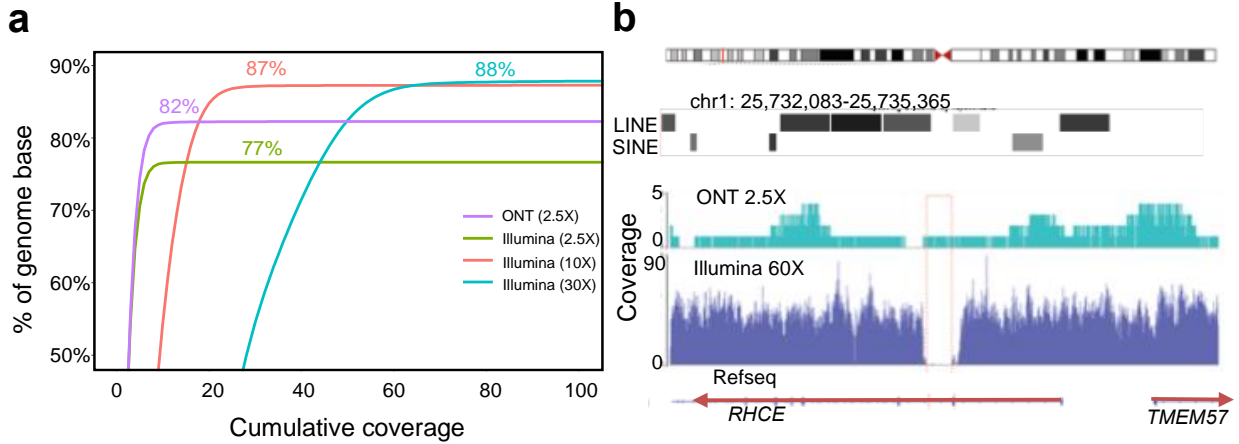 a
90%
80%
70%
60%
50%
% of genome base
82%
87%
88%
77%
ONT (2.5X)
Illumina (2.5X)
Illumina (10X)
Illumina (30X)
0 20 40 60 80 100
Cumulative coverage
b
chr1: 25,732,083-25,735,365
LINE
SINE
5
ONT 2.5X
0
90
Illumina 60X
Coverage
0
Refseq
RHCE
TMEM57